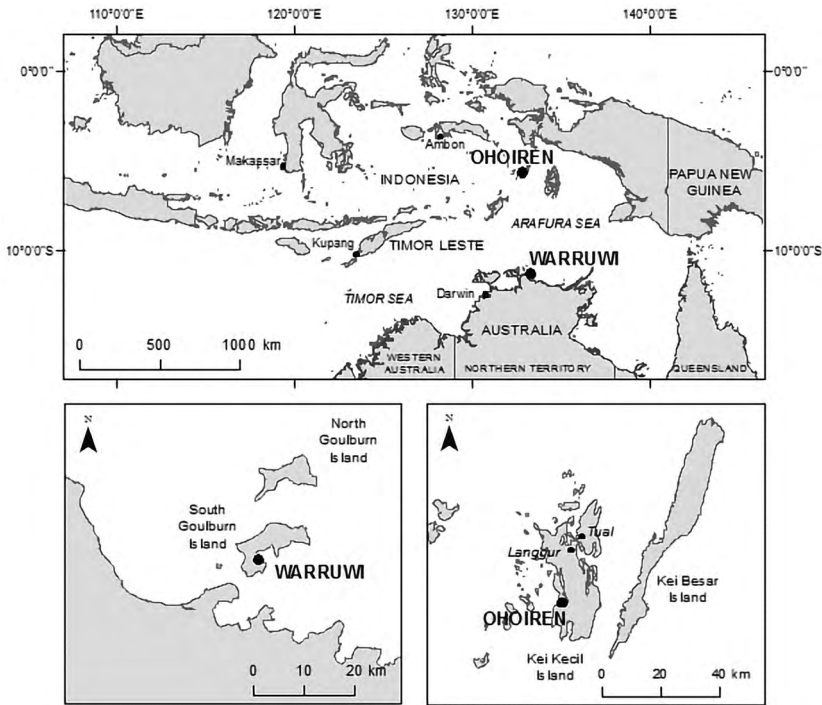 110°0'0"E
120°0'0"E
130°0'0"E
140°0'0"E
0°0'0"
0°0'0"
Makassar
Ambon
OHOIREN
INDONESIA
PAPUA NEW
GUINEA
ARAFURA SEA
Kupang
TIMOR LESTE
10°0'0"S
10°0'0"S
WARRUWI
TIMOR SEA
Darwin
AUSTRALIA
0 500 1000 km
WESTERN
AUSTRALIA
NORTHERN TERRITORY
QUEENSLAND
N
North
Goulburn
Island
South
Goulburn
Island
WARRUWI
0 10 20 km
N
Tual
Langgur
Kei Besar
Island
OHOIREN
Kei Kecil
Island
0 20 40 km